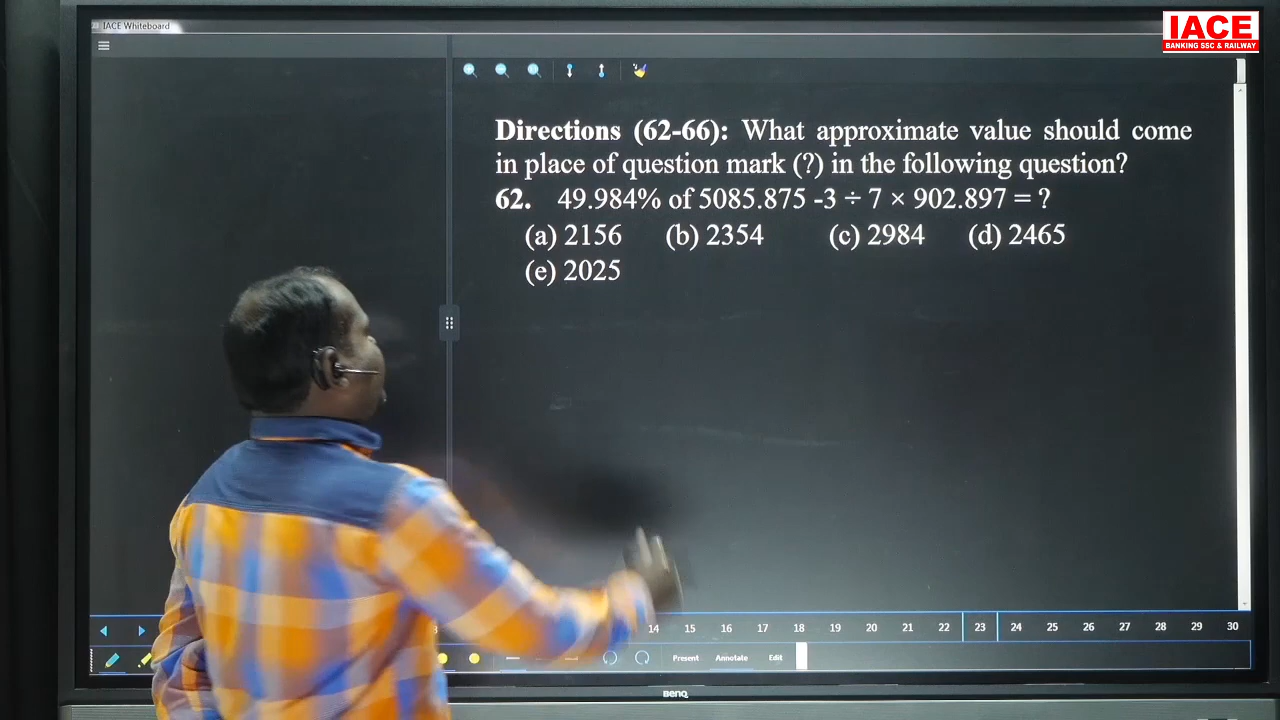 IACE Whiteboard
IACE
BANKING SSC & RAILWAY
Directions (62-66): What approximate value should come
in place of question mark (?) in the following question?
62. 49.984% of 5085.875 -3 ÷ 7 × 902.897 = ?
(a) 2156 (b) 2354 (c) 2984 (d) 2465
(e) 2025
14 15 16 17 18 19 20 21 22 23 24 25 26 27 28 29 30
Present Annotate Edit
BenQ